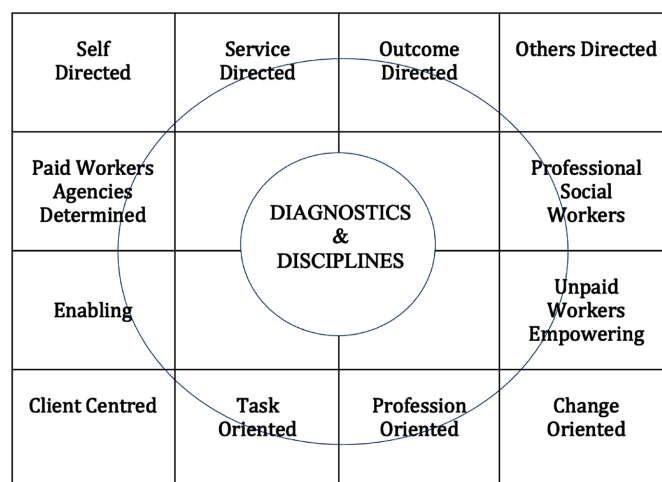 Self
Directed
Service
Directed
Outcome
Directed
Others Directed
Paid Workers
Agencies
Determined
DIAGNOSTICS
&
DISCIPLINES
Professional
Social
Workers
Enabling
Unpaid
Workers
Empowering
Client Centred
Task
Oriented
Profession
Oriented
Change
Oriented